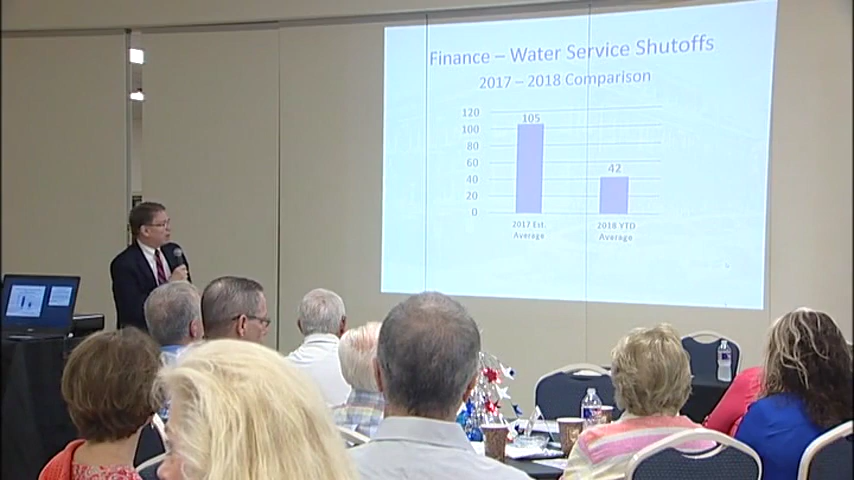 Finance – Water Service Shutoffs
2017 – 2018 Comparison
120
100
80
60
40
20
0
105
42
2017 Est. Average
2018 YTD Average